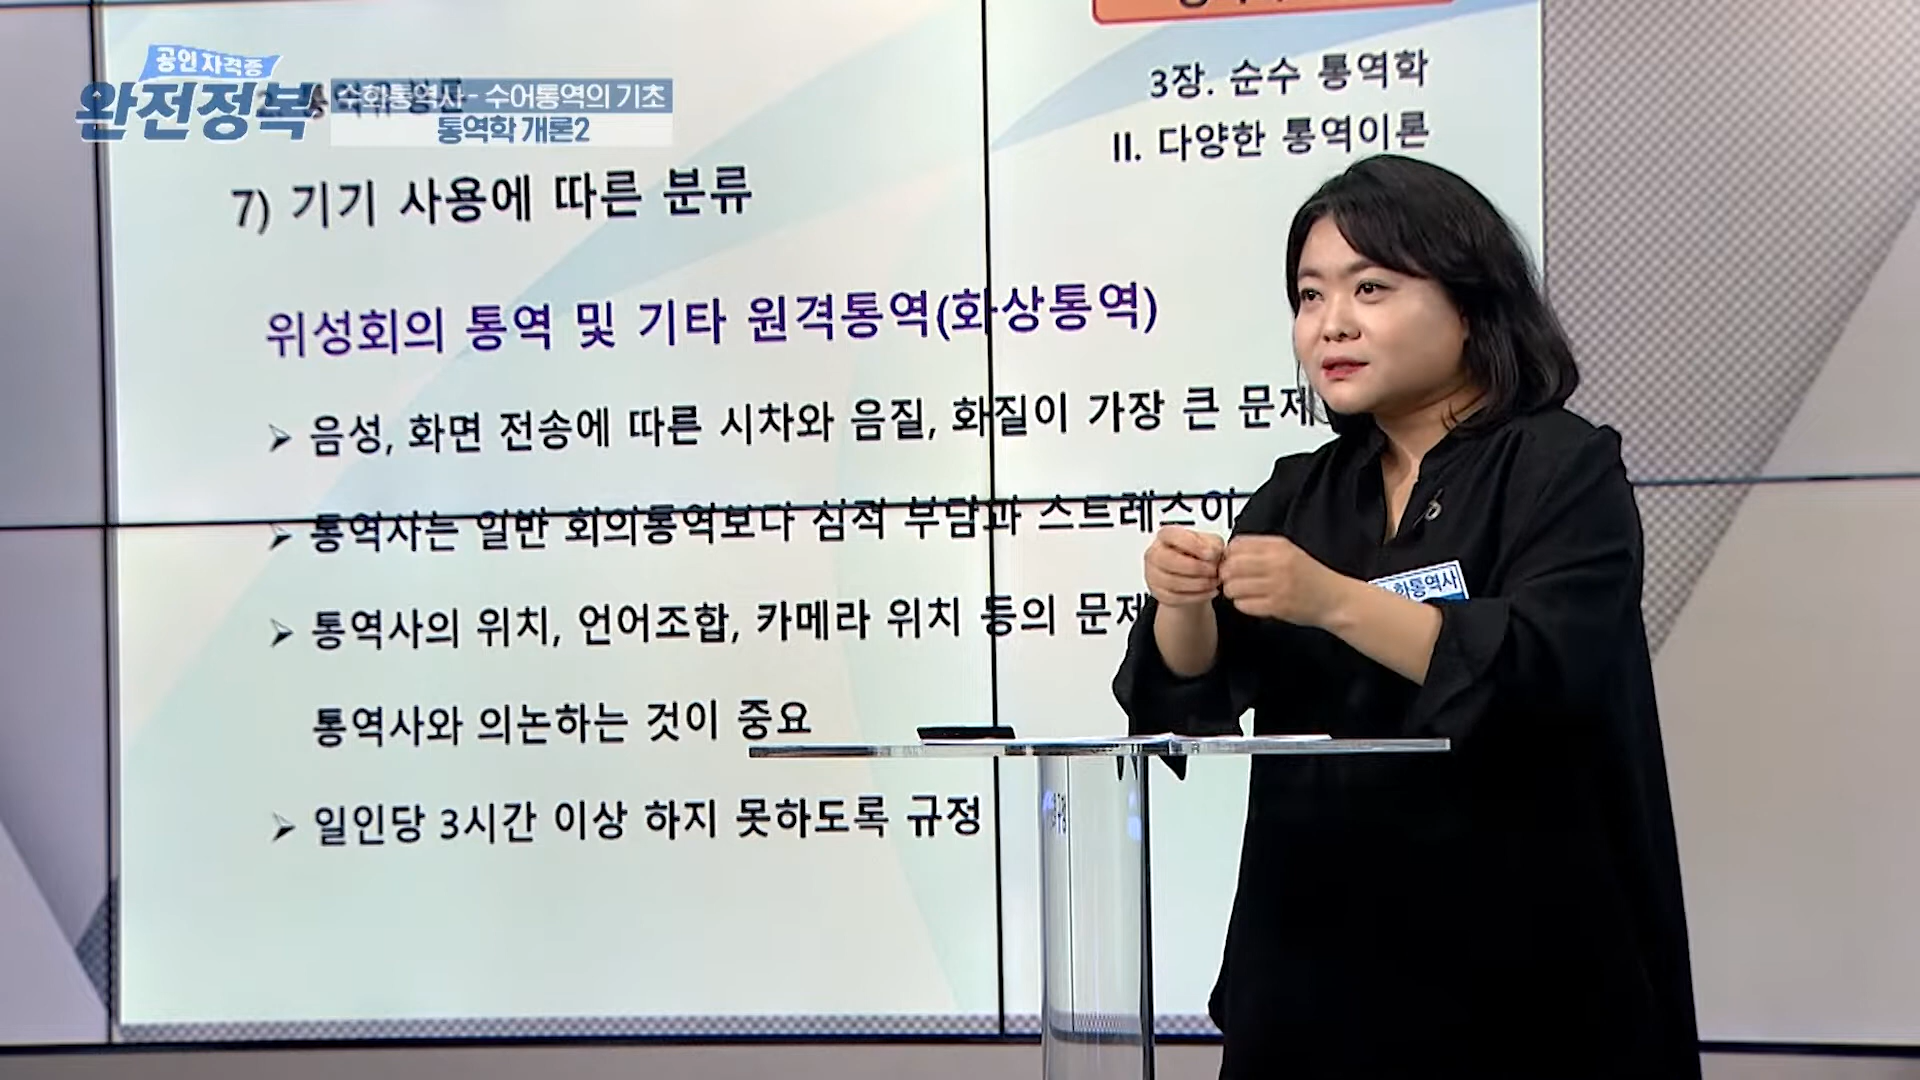 공인 자격증
완전정복
수화통역사 - 수어통역의 기초
통역학 개론2
3장. 순수 통역학
II. 다양한 통역이론
7) 기기 사용에 따른 분류
위성회의 통역 및 기타 원격통역(화상통역)
➢ 음성, 화면 전송에 따른 시차와 음질, 화질이 가장 큰 문제
➢ 통역사는 일반 회의통역보다 심적 부담과 스트레스이
➢ 통역사의 위치, 언어조합, 카메라 위치 등의 문제
통역사와 의논하는 것이 중요
➢ 일인당 3시간 이상 하지 못하도록 규정
화통역사